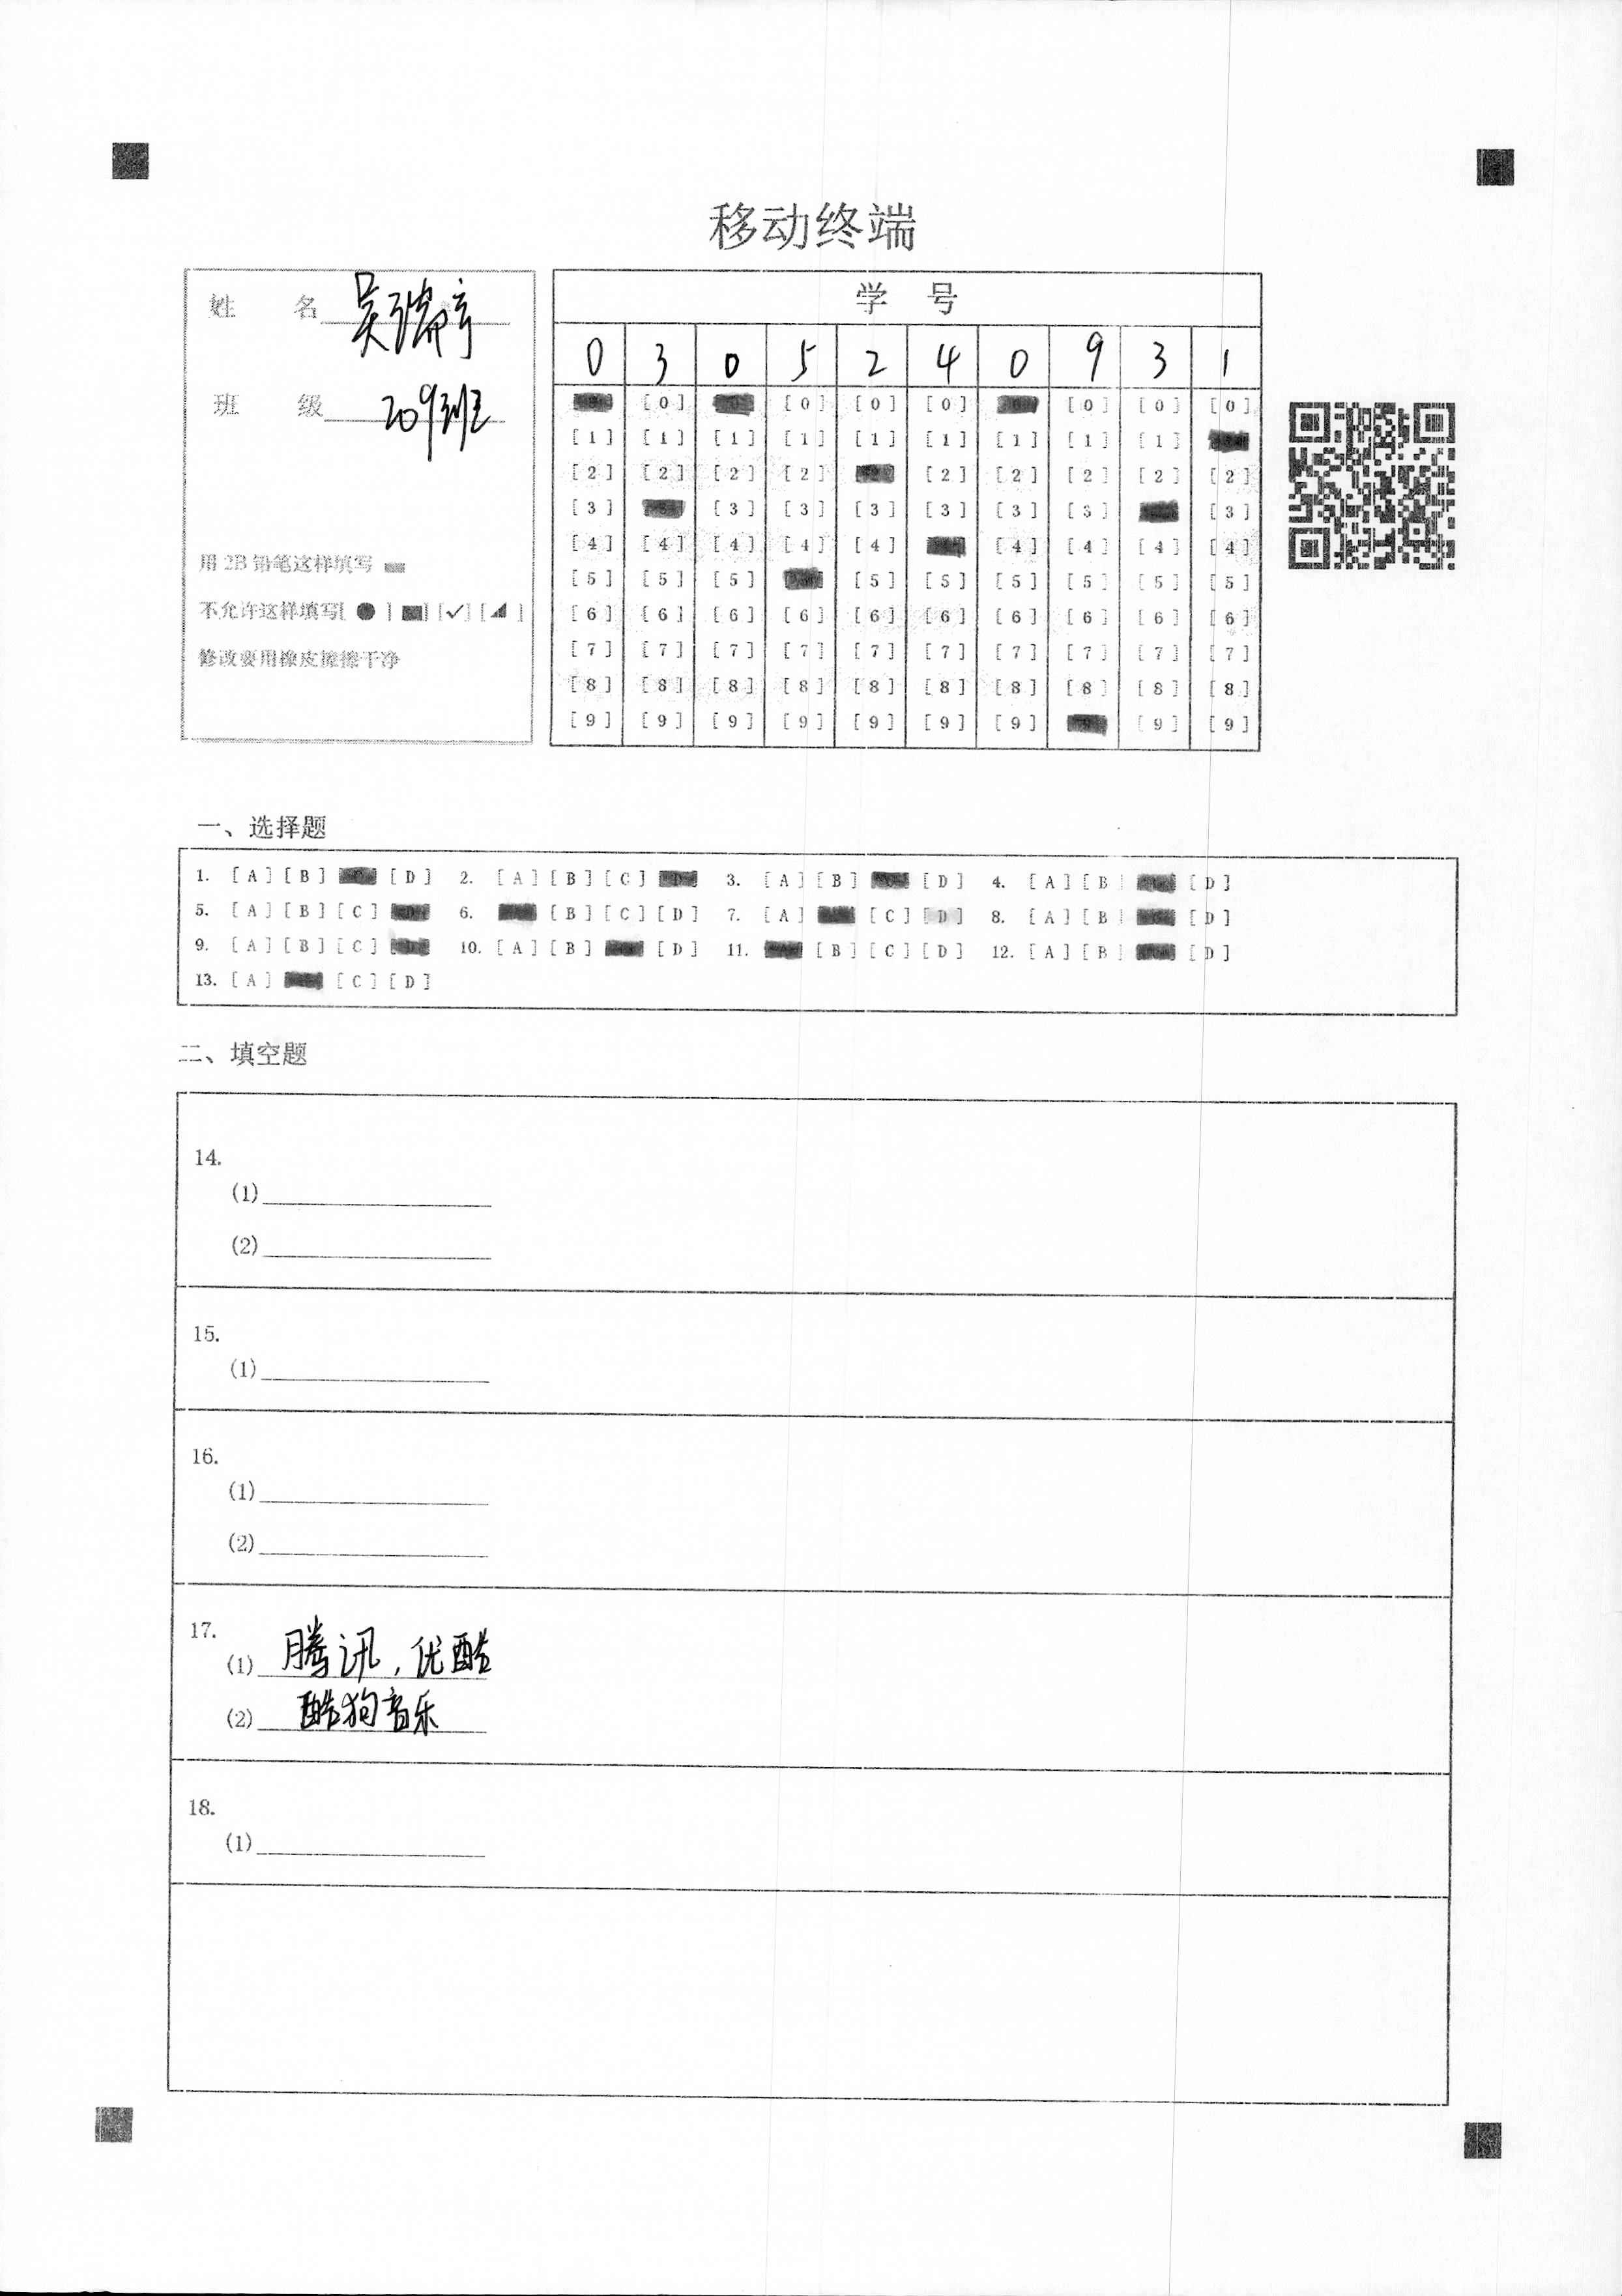 移动终端
姓 名 吴瑞亭
班 级 209班
用 2B 铅笔这样填写
不允许这样填写[ ● ] [■] [✓] [◢ ]
修改要用橡皮擦擦干净
学 号
0 3 0 5 2 4 0 9 3 1
[0] [0] [0] [0] [0] [0] [0]
[1] [1] [1] [1] [1] [1] [1] [1] [1]
[2] [2] [2] [2] [2] [2] [2] [2] [2]
[3] [3] [3] [3] [3] [3] [3] [3]
[4] [4] [4] [4] [4] [4] [4] [4] [4]
[5] [5] [5] [5] [5] [5] [5] [5] [5]
[6] [6] [6] [6] [6] [6] [6] [6] [6] [6]
[7] [7] [7] [7] [7] [7] [7] [7] [7] [7]
[8] [8] [8] [8] [8] [8] [8] [8] [8] [8]
[9] [9] [9] [9] [9] [9] [9] [9] [9]
一、选择题
1. [A] [B] [D] 2. [A] [B] [C] 3. [A] [B] [D] 4. [A] [B] [D]
5. [A] [B] [C] 6. [B] [C] [D] 7. [A] [C] [D] 8. [A] [B] [D]
9. [A] [B] [C] 10. [A] [B] [D] 11. [B] [C] [D] 12. [A] [B] [D]
13. [A] [C] [D]
二、填空题
14.
(1)
(2)
15.
(1)
16.
(1)
(2)
17.
(1) 腾讯，优酷
(2) 酷狗音乐
18.
(1)